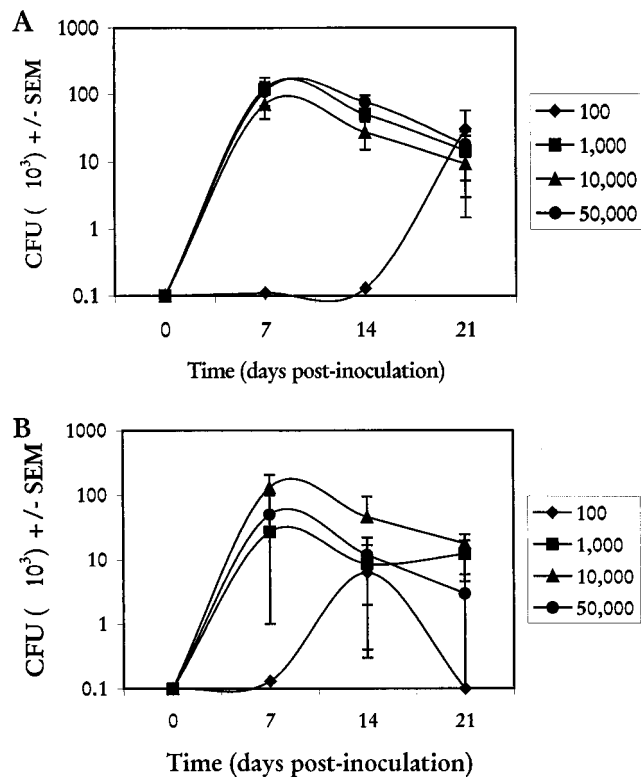 A
1000
100
10
1
0.1
CFU ( 10³) +/- SEM
0 7 14 21
Time (days post-inoculation)
100
1,000
10,000
50,000
B
1000
100
10
1
0.1
CFU ( 10³) +/- SEM
0 7 14 21
Time (days post-inoculation)
100
1,000
10,000
50,000